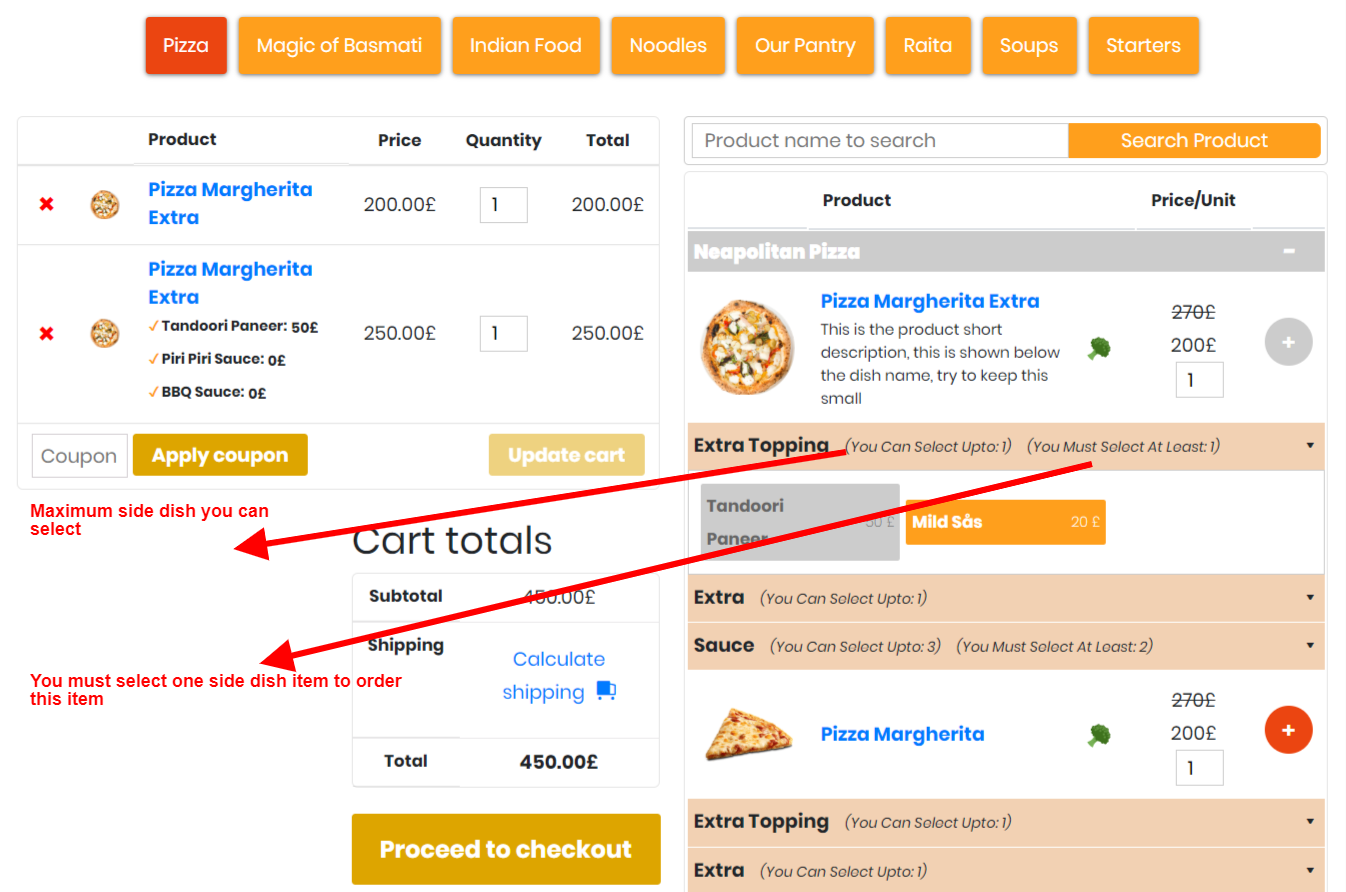 Pizza
Magic of Basmati
Indian Food
Noodles
Our Pantry
Raita
Soups
Starters
Product Price Quantity Total
Pizza Margherita
Extra
200.00£ 1 200.00£
Pizza Margherita
Extra
Tandoori Paneer: 50£
Piri Piri Sauce: 0£
BBQ Sauce: 0£
250.00£ 1 250.00£
Coupon
Apply coupon
Update cart
Maximum side dish you can
select
Cart totals
Subtotal 450.00£
Shipping
Calculate
shipping
You must select one side dish item to order
this item
Total 450.00£
Proceed to checkout
Product name to search
Search Product
Product Price/Unit
Neapolitan Pizza −
Pizza Margherita Extra
This is the product short
description, this is shown below
the dish name, try to keep this
small
270£
200£
1
+
Extra Topping (You Can Select Upto: 1) (You Must Select At Least: 1)
Tandoori
Paneer
50 £
Mild Sås 20 £
Extra (You Can Select Upto: 1)
Sauce (You Can Select Upto: 3) (You Must Select At Least: 2)
Pizza Margherita
270£
200£
1
+
Extra Topping (You Can Select Upto: 1)
Extra (You Can Select Upto: 1)